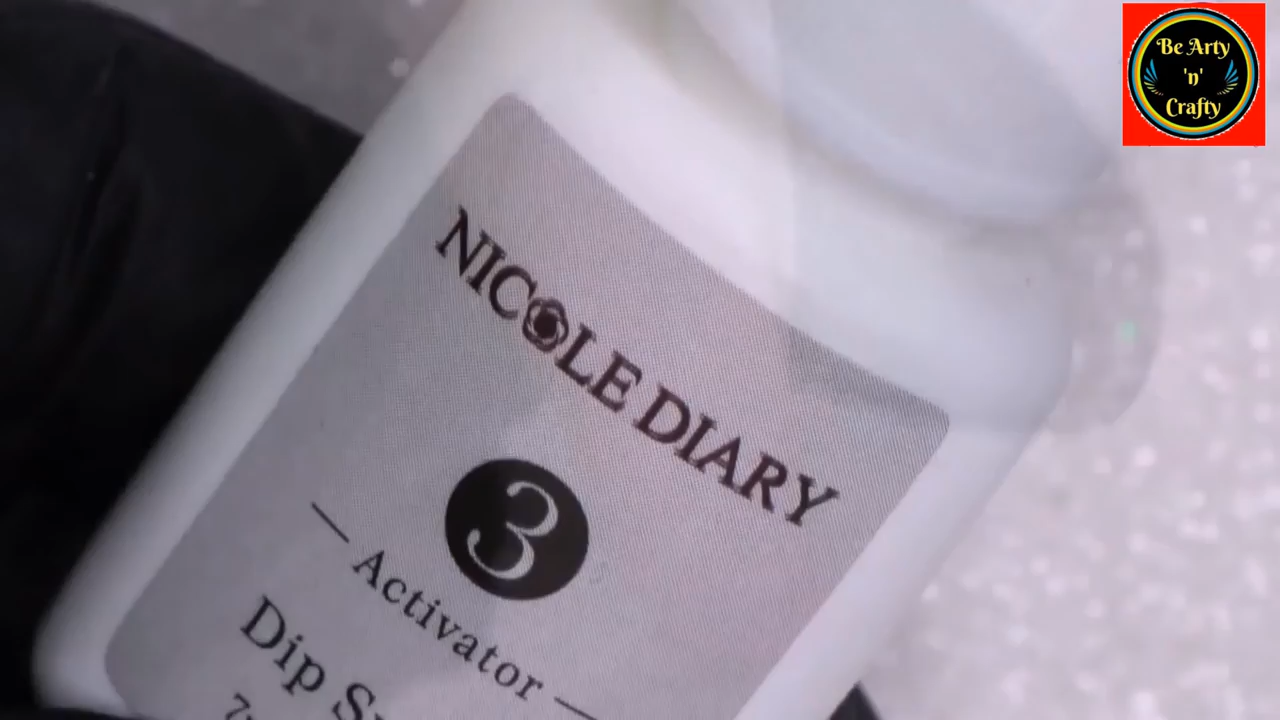 Be Arty
'n'
Crafty
NICOLE DIARY
3
— Activator —
Dip